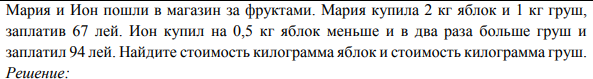 Мария и Ион пошли в магазин за фруктами. Мария купила 2 кг яблок и 1 кг груш,
заплатив 67 лей. Ион купил на 0,5 кг яблок меньше и в два раза больше груш и
заплатил 94 лей. Найдите стоимость килограмма яблок и стоимость килограмма груш.
Решение: